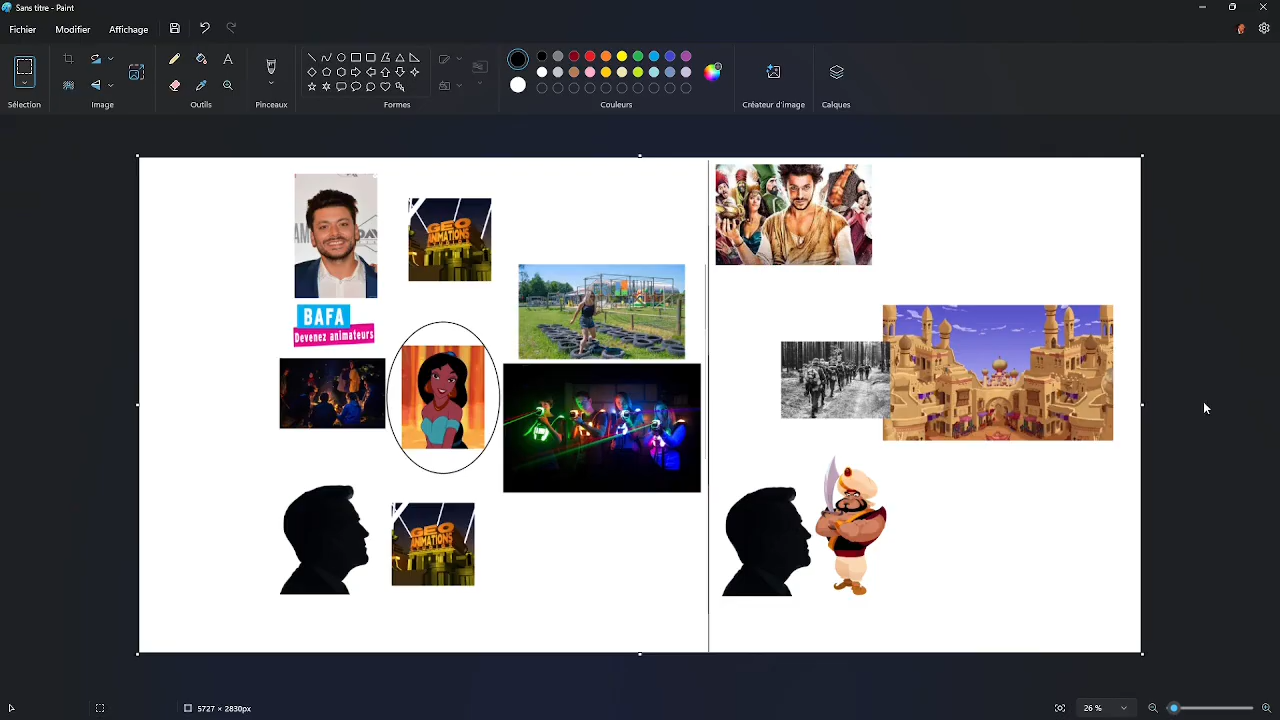 Sans titre - Paint
Fichier Modifier Affichage
Sélection Image Outils Pinceaux Formes Couleurs Créateur d'image Calques
GEO
ANIMATIONS
BAFA
Devenez animateurs
GEO
ANIMATIONS
5727 × 2830px
26 %